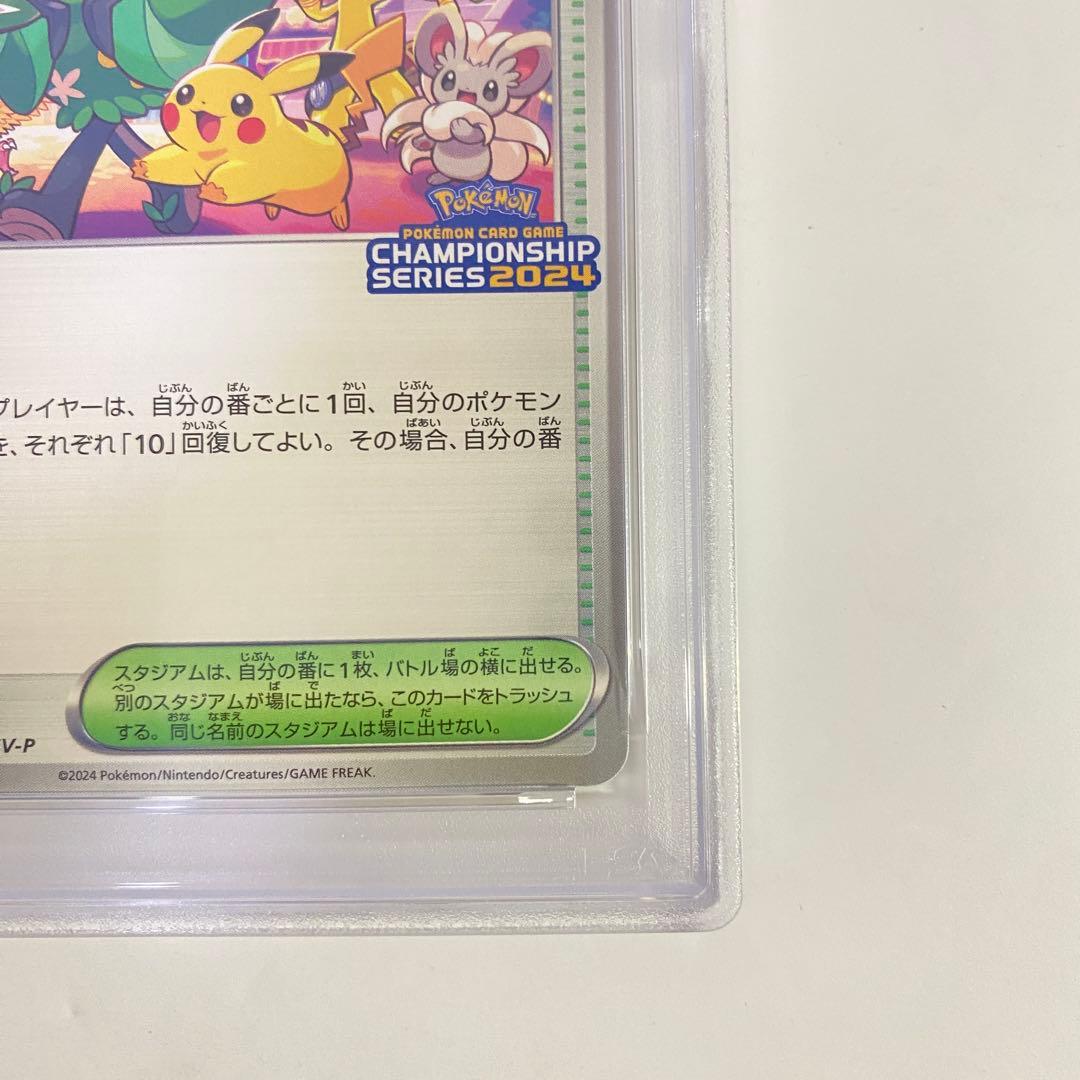 Pokémon
POKÉMON CARD GAME
CHAMPIONSHIP
SERIES 2024
プレイヤーは、自分の番ごとに1回、自分のポケモン
を、それぞれ「10」回復してよい。その場合、自分の番
スタジアムは、自分の番に1枚、バトル場の横に出せる。
別のスタジアムが場に出たなら、このカードをトラッシュ
する。同じ名前のスタジアムは場に出せない。
V-P
©2024 Pokémon/Nintendo/Creatures/GAME FREAK.